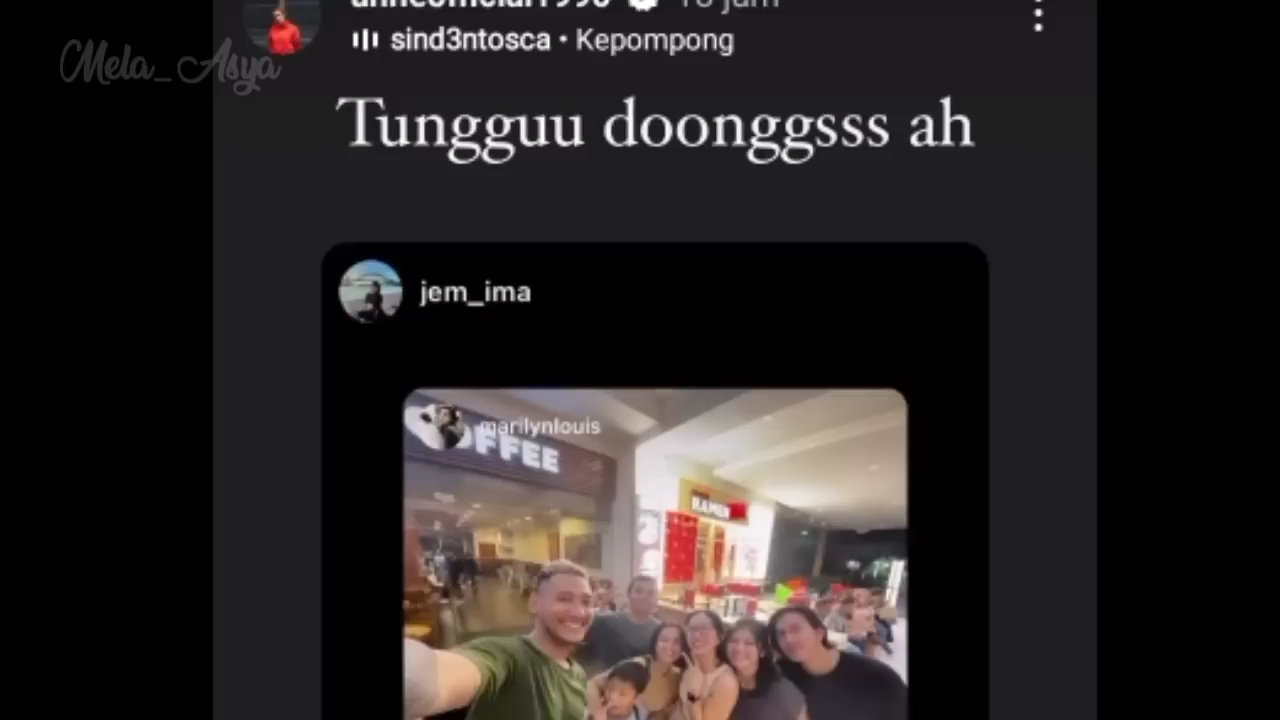 Mela_Asya
sind3ntosca • Kepompong
Tungguu doonggsss ah
jem_ima
marilynlouis
OFFEE
RAMEN